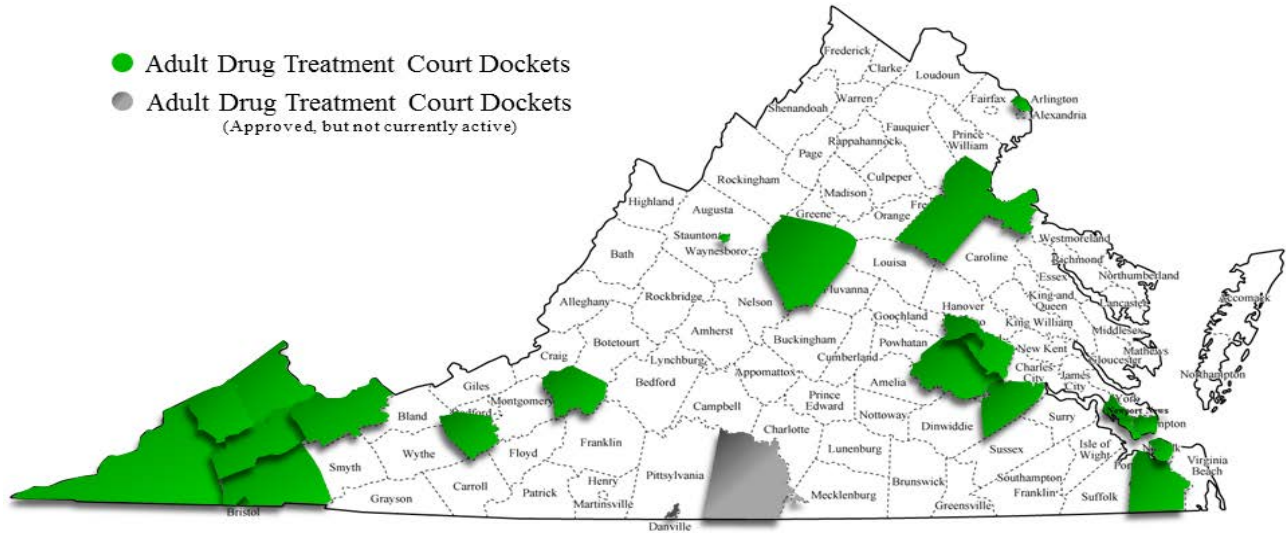 Adult Drug Treatment Court Dockets
Adult Drug Treatment Court Dockets
(Approved, but not currently active)
Frederick
Clarke
Loudoun
Warren
Fairfax
Arlington
Alexandria
Shenandoah
Fauquier
Prince
William
Rappahannock
Page
Culpeper
Rockingham
Madison
Highland
Augusta
Greene
Orange
Staunton
Waynesboro
Westmoreland
Bath
Louisa
Caroline
Richmond
Essex
Northumberland
Rockbridge
Nelson
Fluvanna
King and
Queen
Lancaster
Accomack
Alleghany
Hanover
Goochland
King William
Middlesex
Amherst
Buckingham
Powhatan
Botetourt
New Kent
Mathews
Gloucester
Craig
Lynchburg
Cumberland
Charles
City
James
City
Northampton
Appomattox
Giles
Bedford
Amelia
Prince
Edward
Montgomery
York
Bland
Campbell
Nottoway
Newport News
Charlotte
Dinwiddie
Surry
Franklin
Lunenburg
Sussex
Isle of
Wight
Smyth
Wythe
Floyd
Virginia
Beach
Pittsylvania
Henry
Southampton
Franklin
Carroll
Patrick
Brunswick
Grayson
Martinsville
Mecklenburg
Greensville
Suffolk
Bristol
Danville